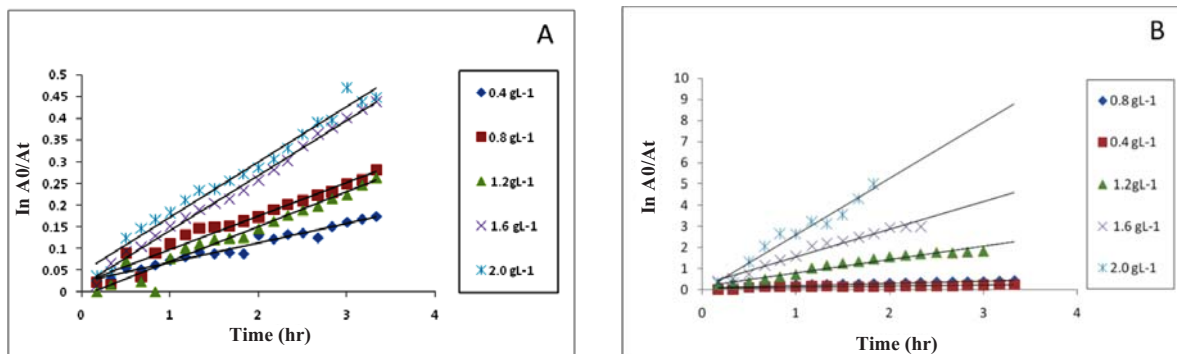 A
ln A0/At
0.5
0.45
0.4
0.35
0.3
0.25
0.2
0.15
0.1
0.05
0
0 1 2 3 4
Time (hr)
0.4 gL-1
0.8 gL-1
1.2gL-1
1.6 gL-1
2.0 gL-1
B
ln A0/At
10
9
8
7
6
5
4
3
2
1
0
0 1 2 3 4
Time (hr)
0.8 gL-1
0.4 gL-1
1.2gL-1
1.6 gL-1
2.0 gL-1